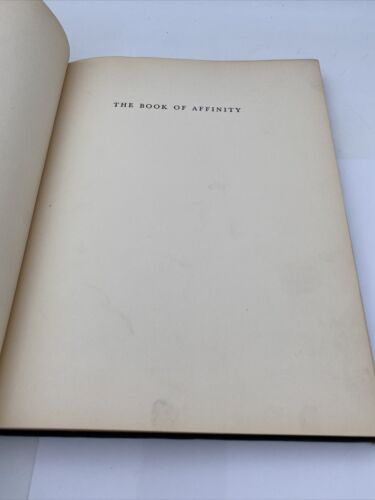 THE BOOK OF AFFINITY